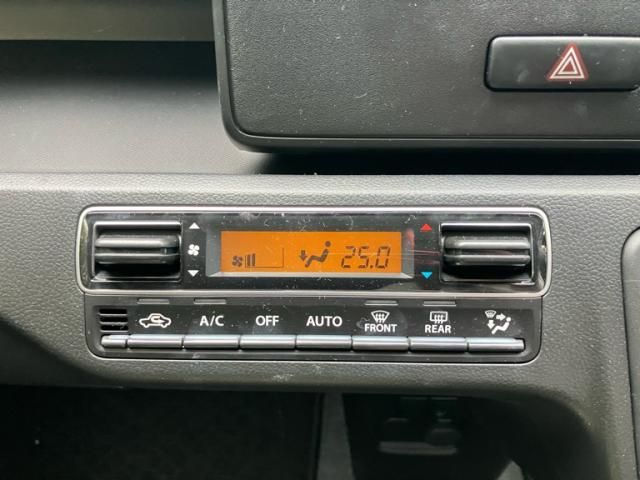 25.0
A/C OFF AUTO FRONT REAR